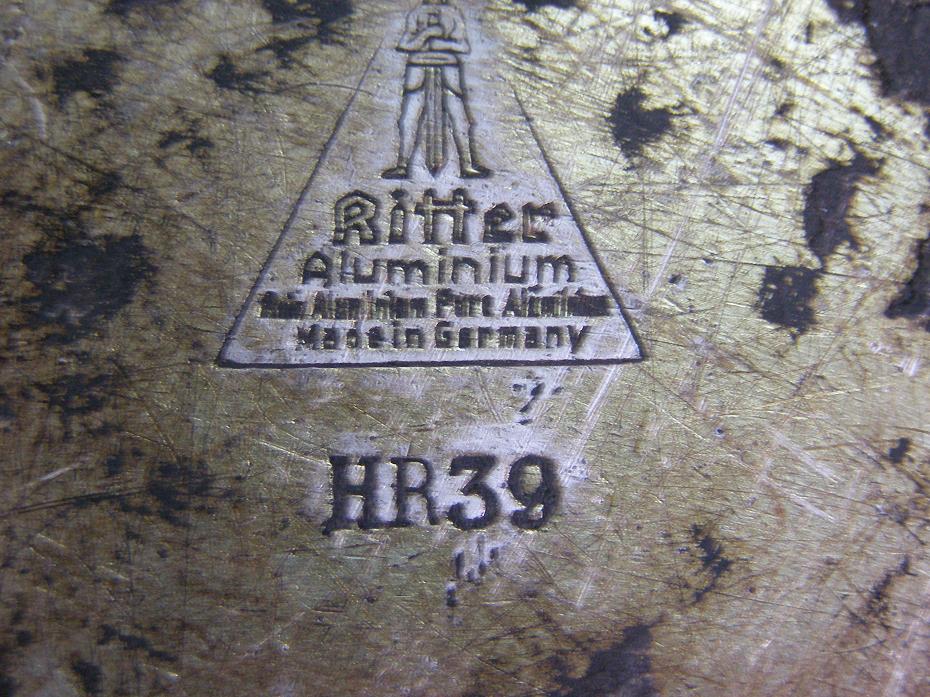 Ritter
Aluminium
Rein Aluminium Pure Aluminium
Made in Germany
HR39